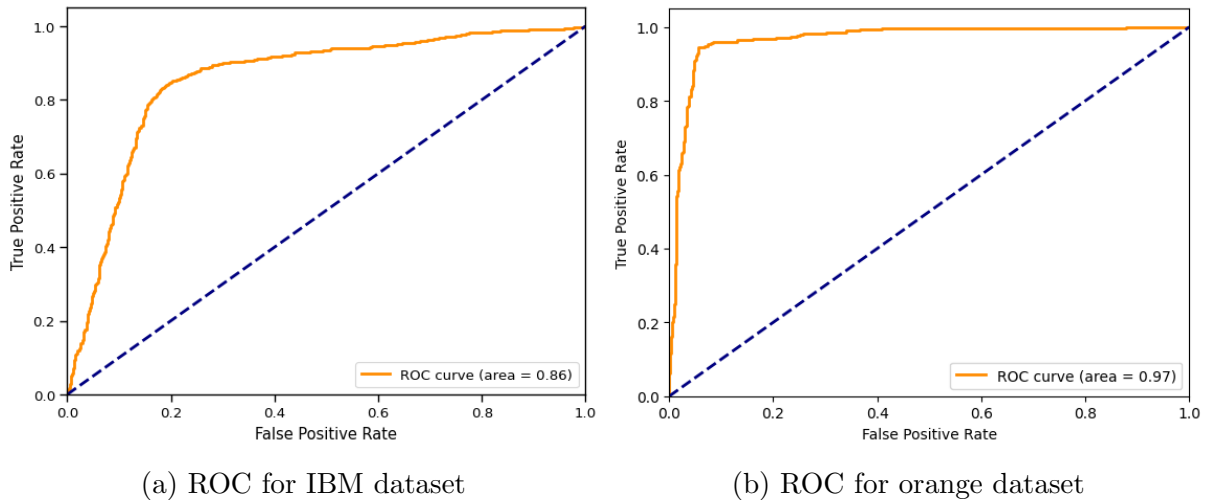 1.0
0.8
0.6
0.4
0.2
0.0
True Positive Rate
ROC curve (area = 0.86)
0.0 0.2 0.4 0.6 0.8 1.0
False Positive Rate
(a) ROC for IBM dataset
1.0
0.8
0.6
0.4
0.2
0.0
True Positive Rate
ROC curve (area = 0.97)
0.0 0.2 0.4 0.6 0.8 1.0
False Positive Rate
(b) ROC for orange dataset